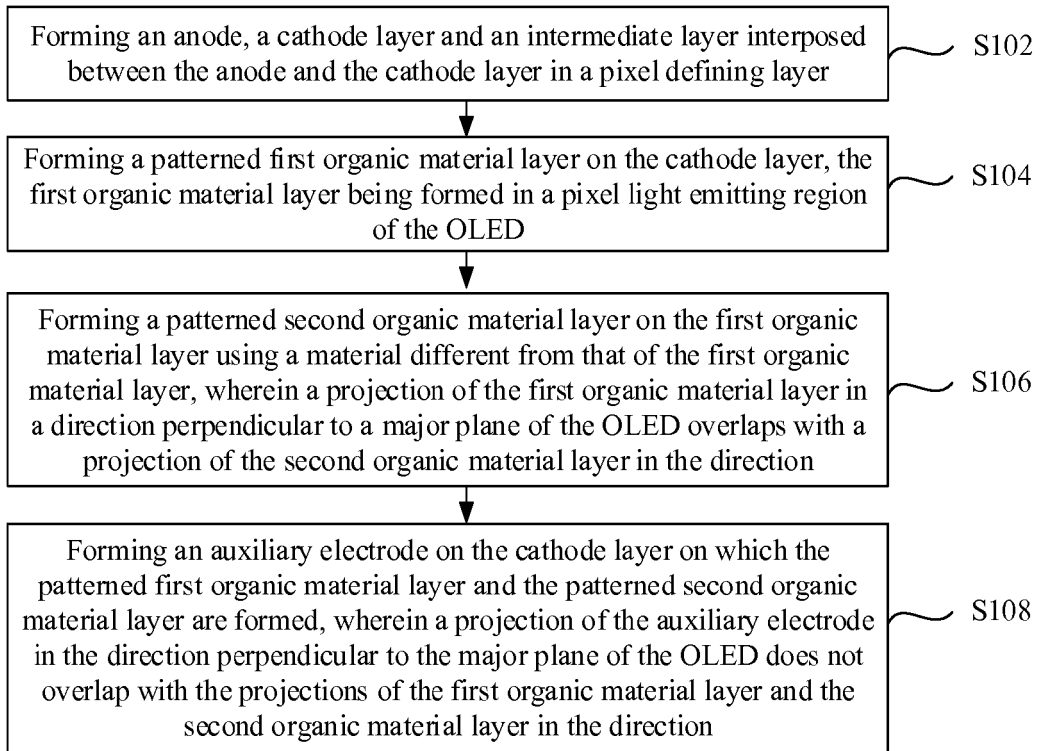 Forming an anode, a cathode layer and an intermediate layer interposed
between the anode and the cathode layer in a pixel defining layer
S102
Forming a patterned first organic material layer on the cathode layer, the
first organic material layer being formed in a pixel light emitting region
of the OLED
S104
Forming a patterned second organic material layer on the first organic
material layer using a material different from that of the first organic
material layer, wherein a projection of the first organic material layer in
a direction perpendicular to a major plane of the OLED overlaps with a
projection of the second organic material layer in the direction
S106
Forming an auxiliary electrode on the cathode layer on which the
patterned first organic material layer and the patterned second organic
material layer are formed, wherein a projection of the auxiliary electrode
in the direction perpendicular to the major plane of the OLED does not
overlap with the projections of the first organic material layer and the
second organic material layer in the direction
S108